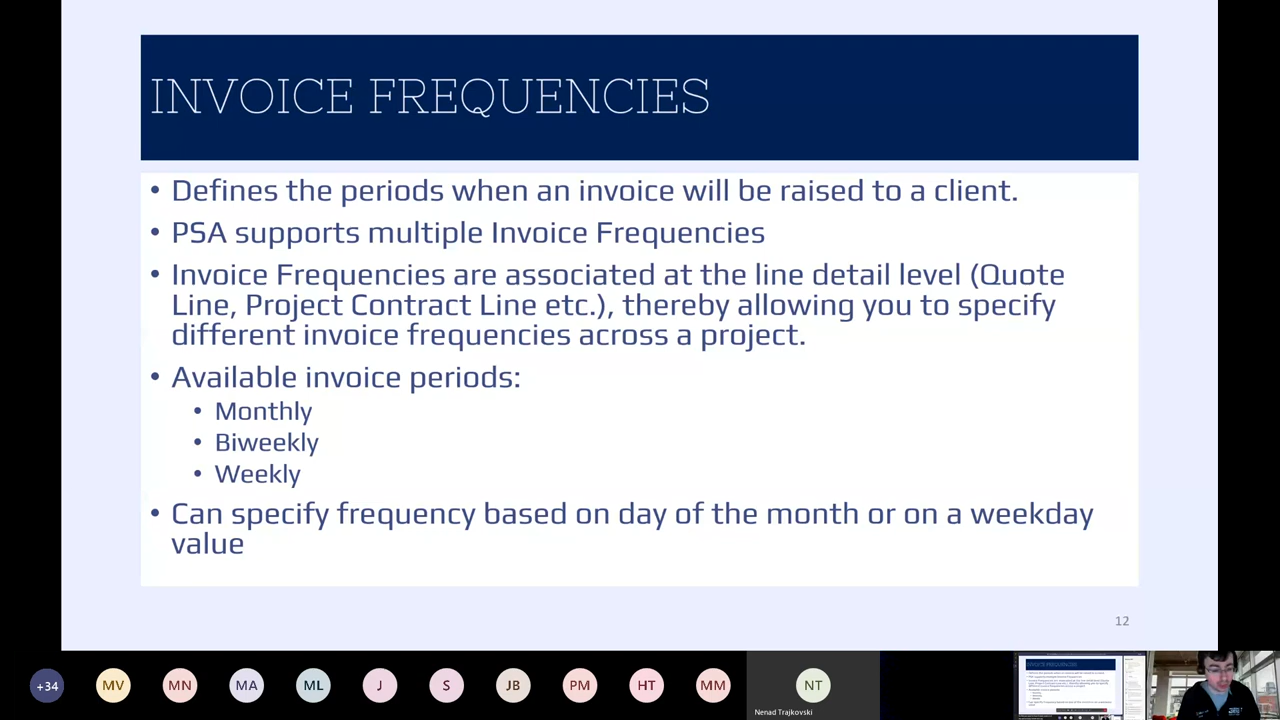 INVOICE FREQUENCIES
• Defines the periods when an invoice will be raised to a client.
• PSA supports multiple Invoice Frequencies
• Invoice Frequencies are associated at the line detail level (Quote
Line, Project Contract Line etc.), thereby allowing you to specify
different invoice frequencies across a project.
• Available invoice periods:
• Monthly
• Biweekly
• Weekly
• Can specify frequency based on day of the month or on a weekday
value
12
+34 MV MN MA ML I S JB PM HT MM NT
Nenad Trajkovski